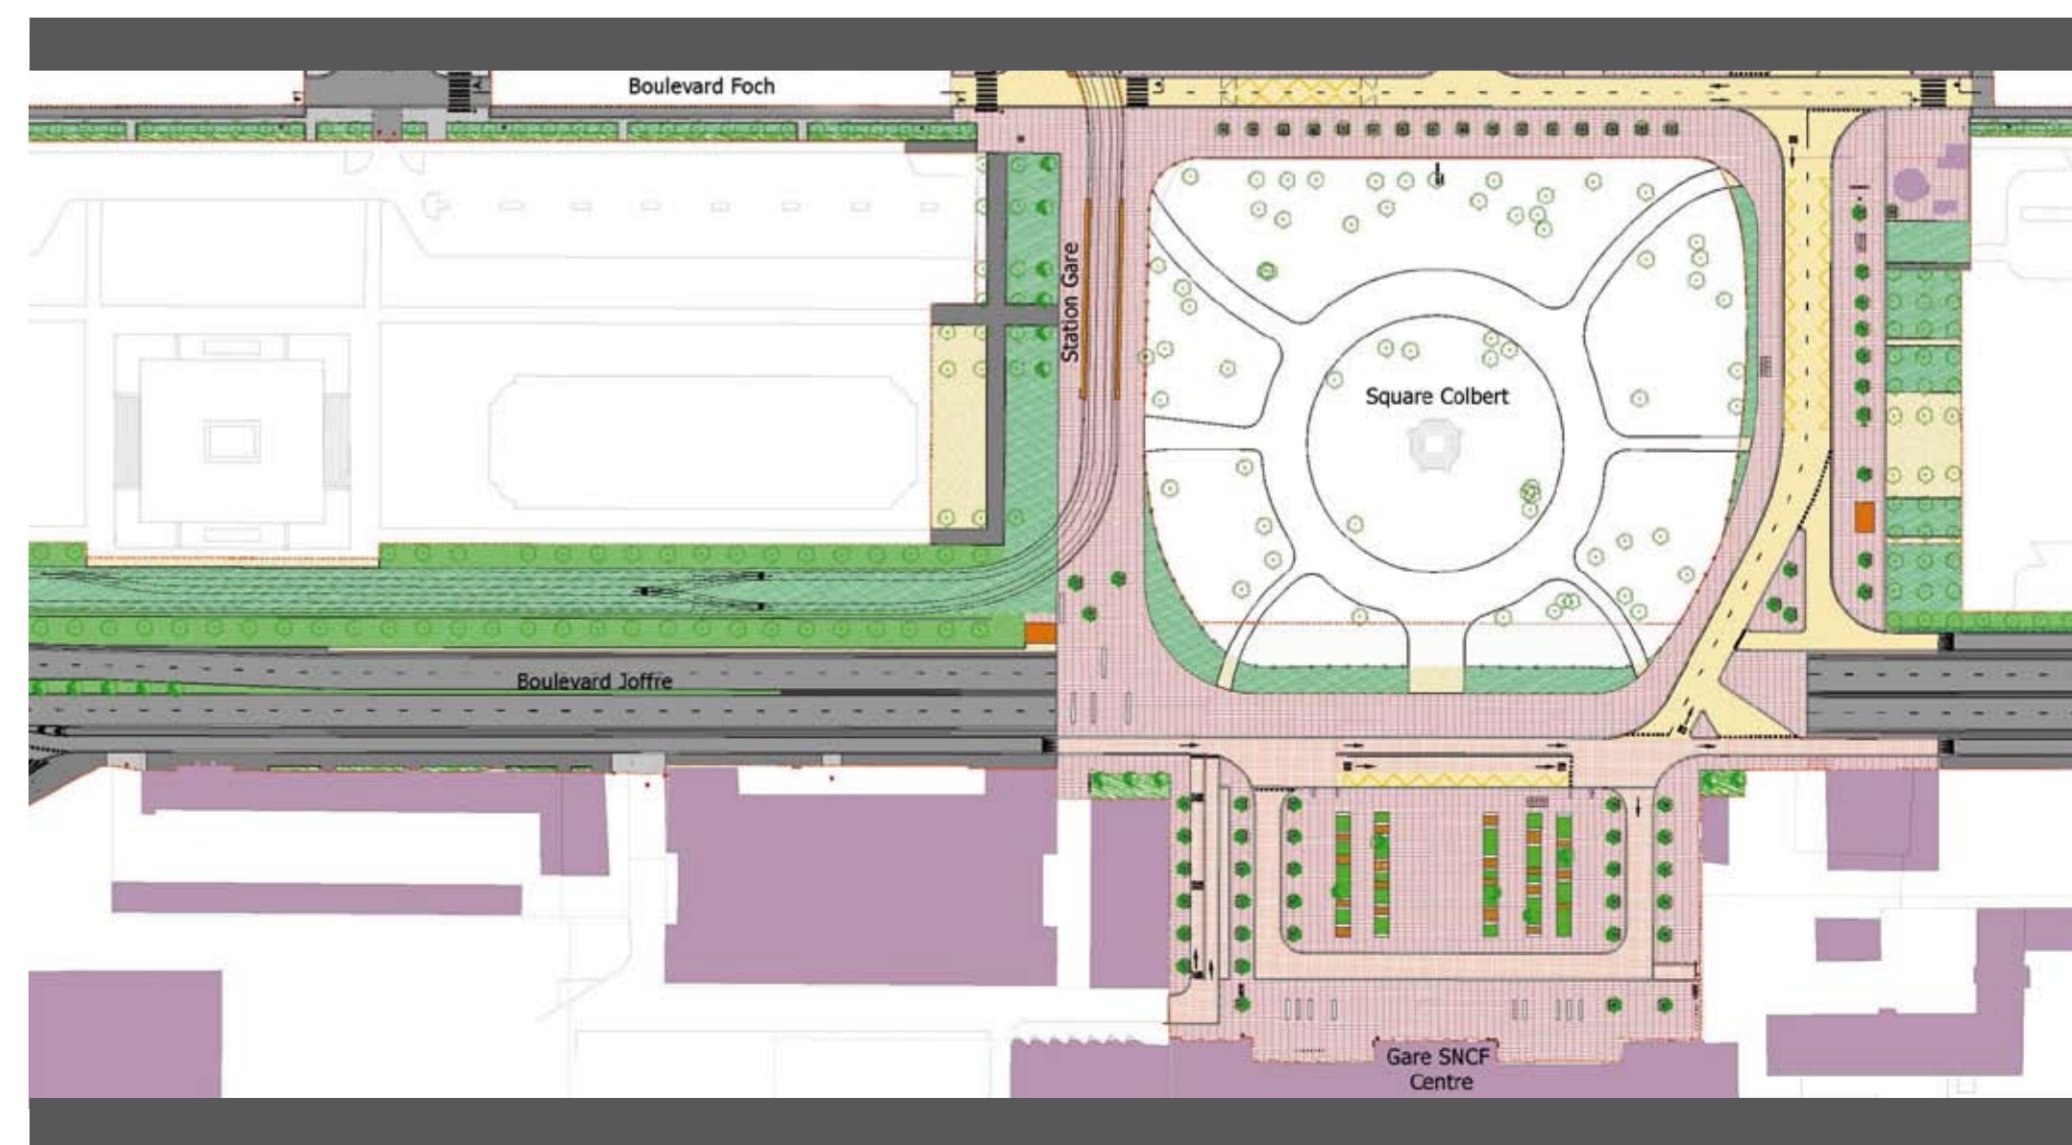 Boulevard Foch
Station Gare
Square Colbert
Boulevard Joffre
Gare SNCF
Centre